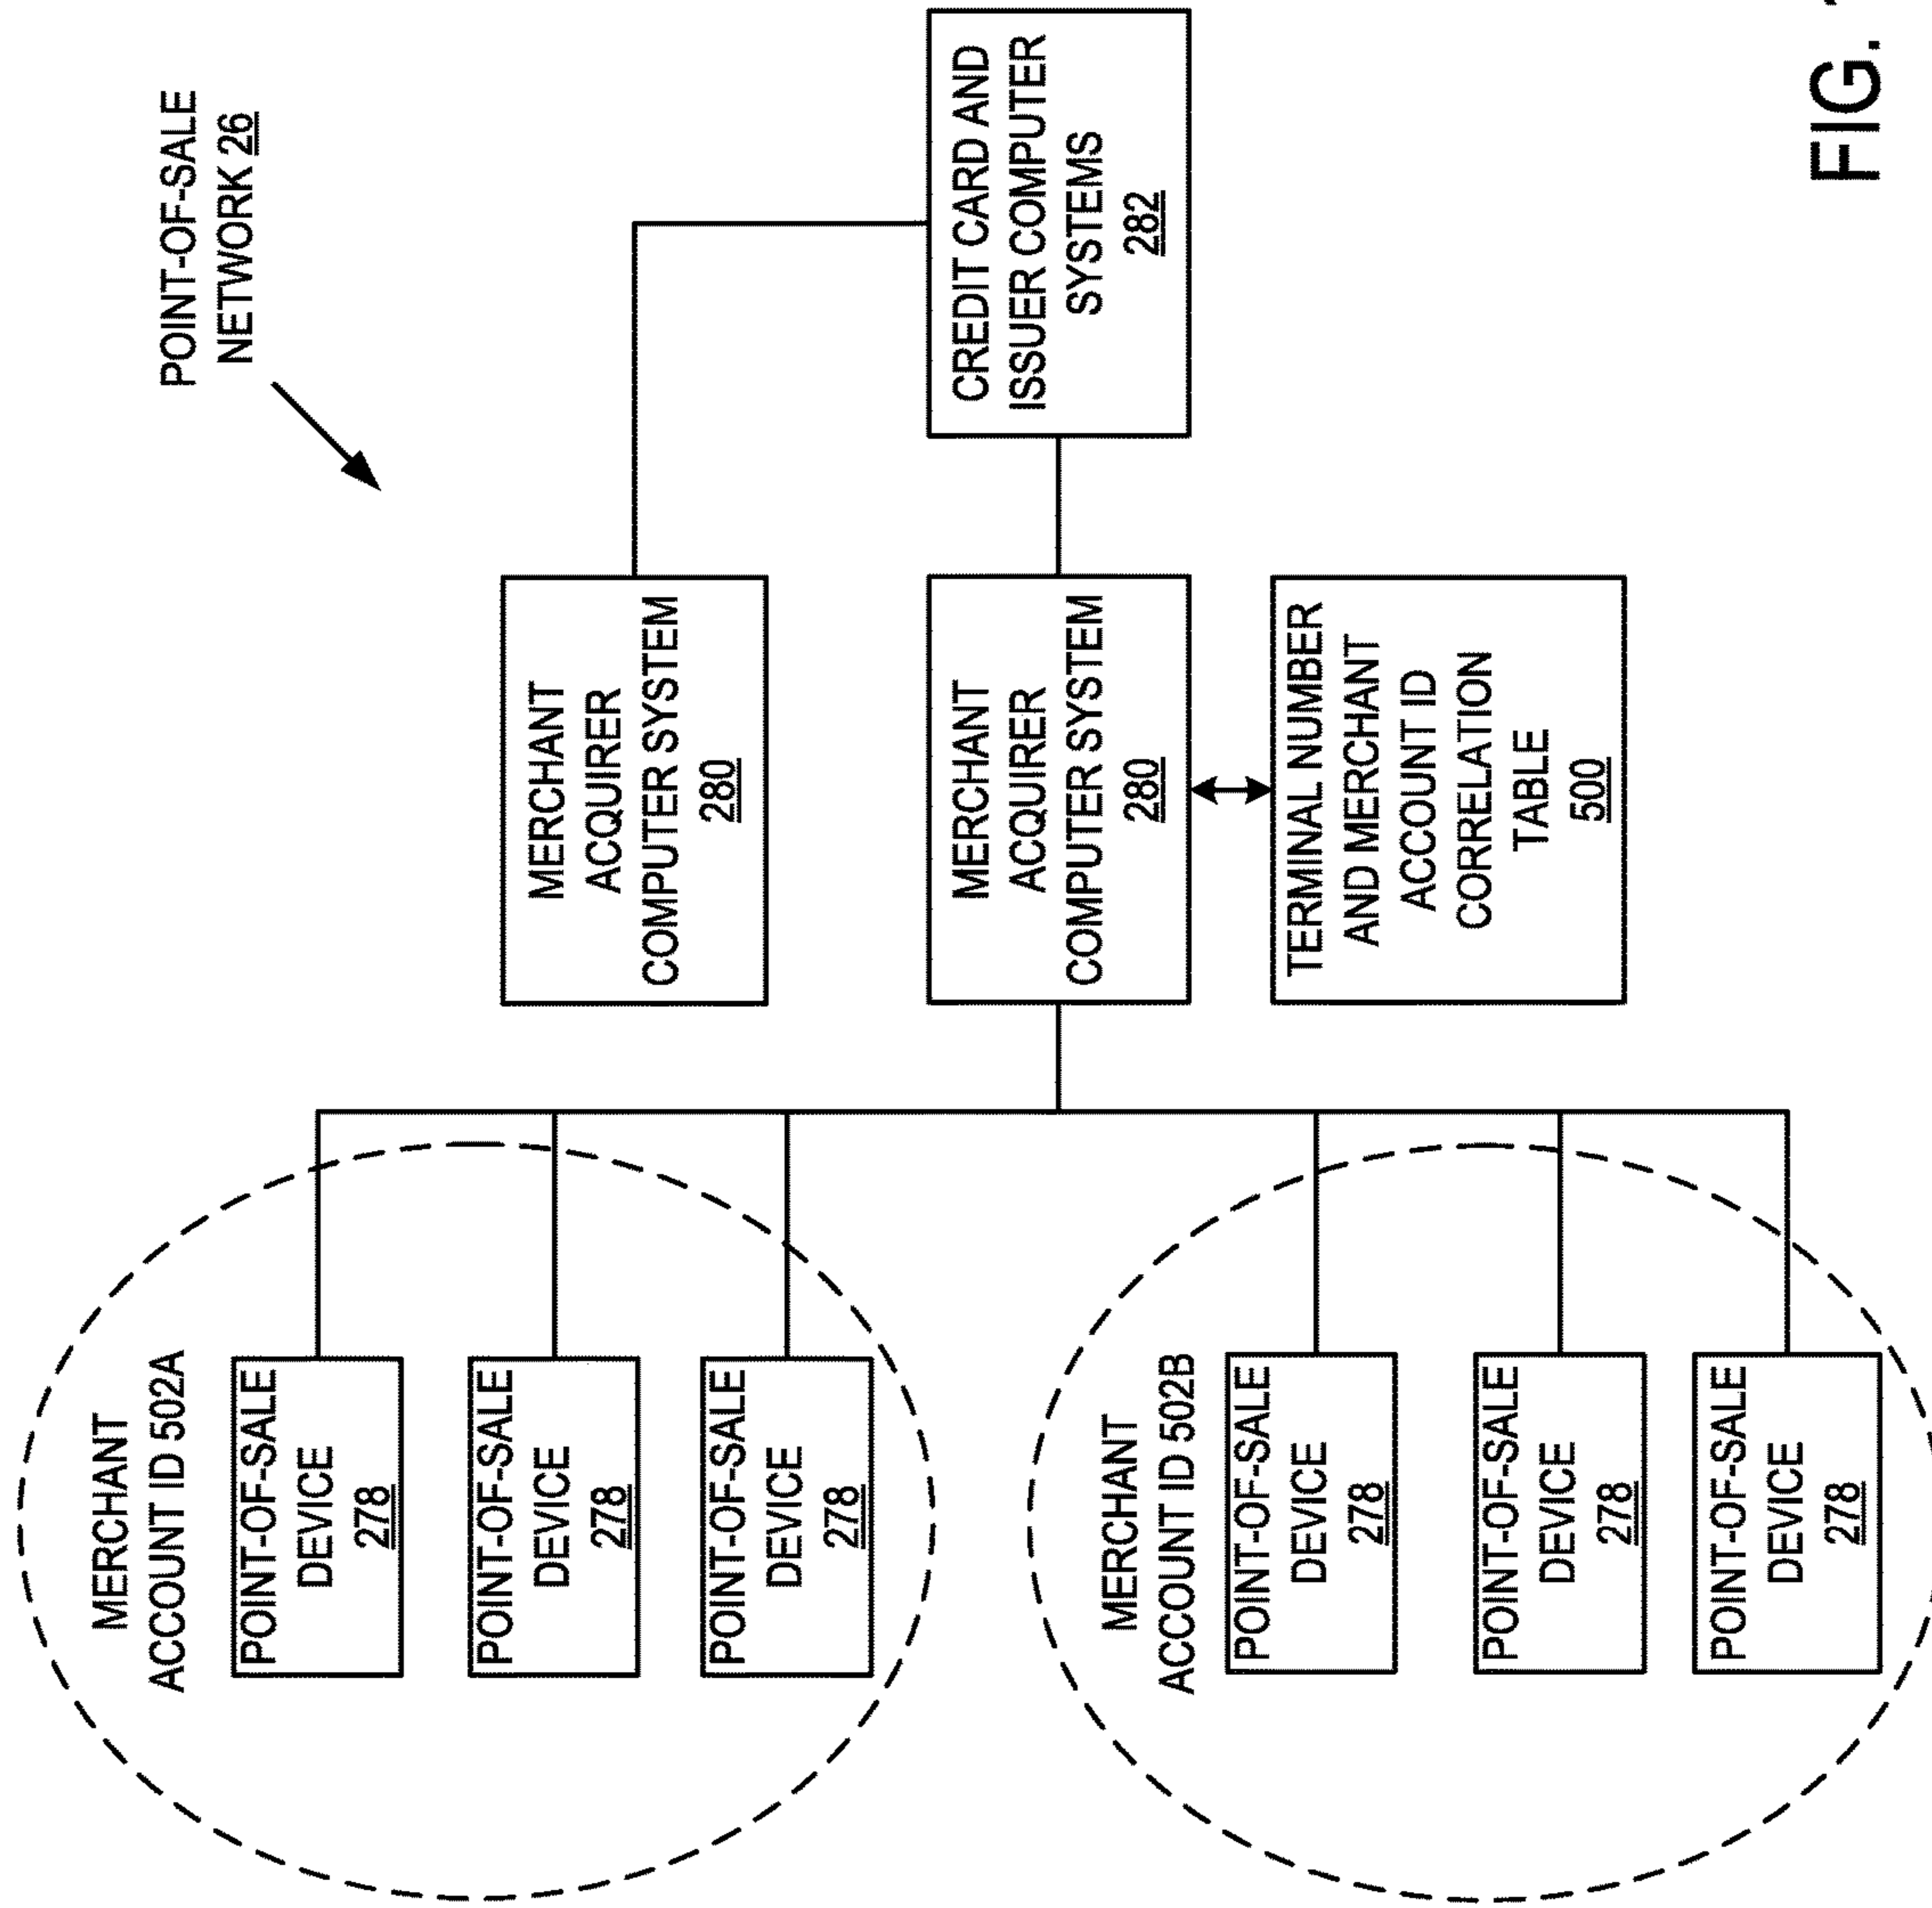 POINT-OF-SALE
NETWORK 26
MERCHANT
ACCOUNT ID 502A
POINT-OF-SALE
DEVICE
278
POINT-OF-SALE
DEVICE
278
POINT-OF-SALE
DEVICE
278
MERCHANT
ACCOUNT ID 502B
POINT-OF-SALE
DEVICE
278
POINT-OF-SALE
DEVICE
278
POINT-OF-SALE
DEVICE
278
MERCHANT
ACQUIRER
COMPUTER SYSTEM
280
MERCHANT
ACQUIRER
COMPUTER SYSTEM
280
TERMINAL NUMBER
AND MERCHANT
ACCOUNT ID
CORRELATION
TABLE
500
CREDIT CARD AND
ISSUER COMPUTER
SYSTEMS
282
FIG.